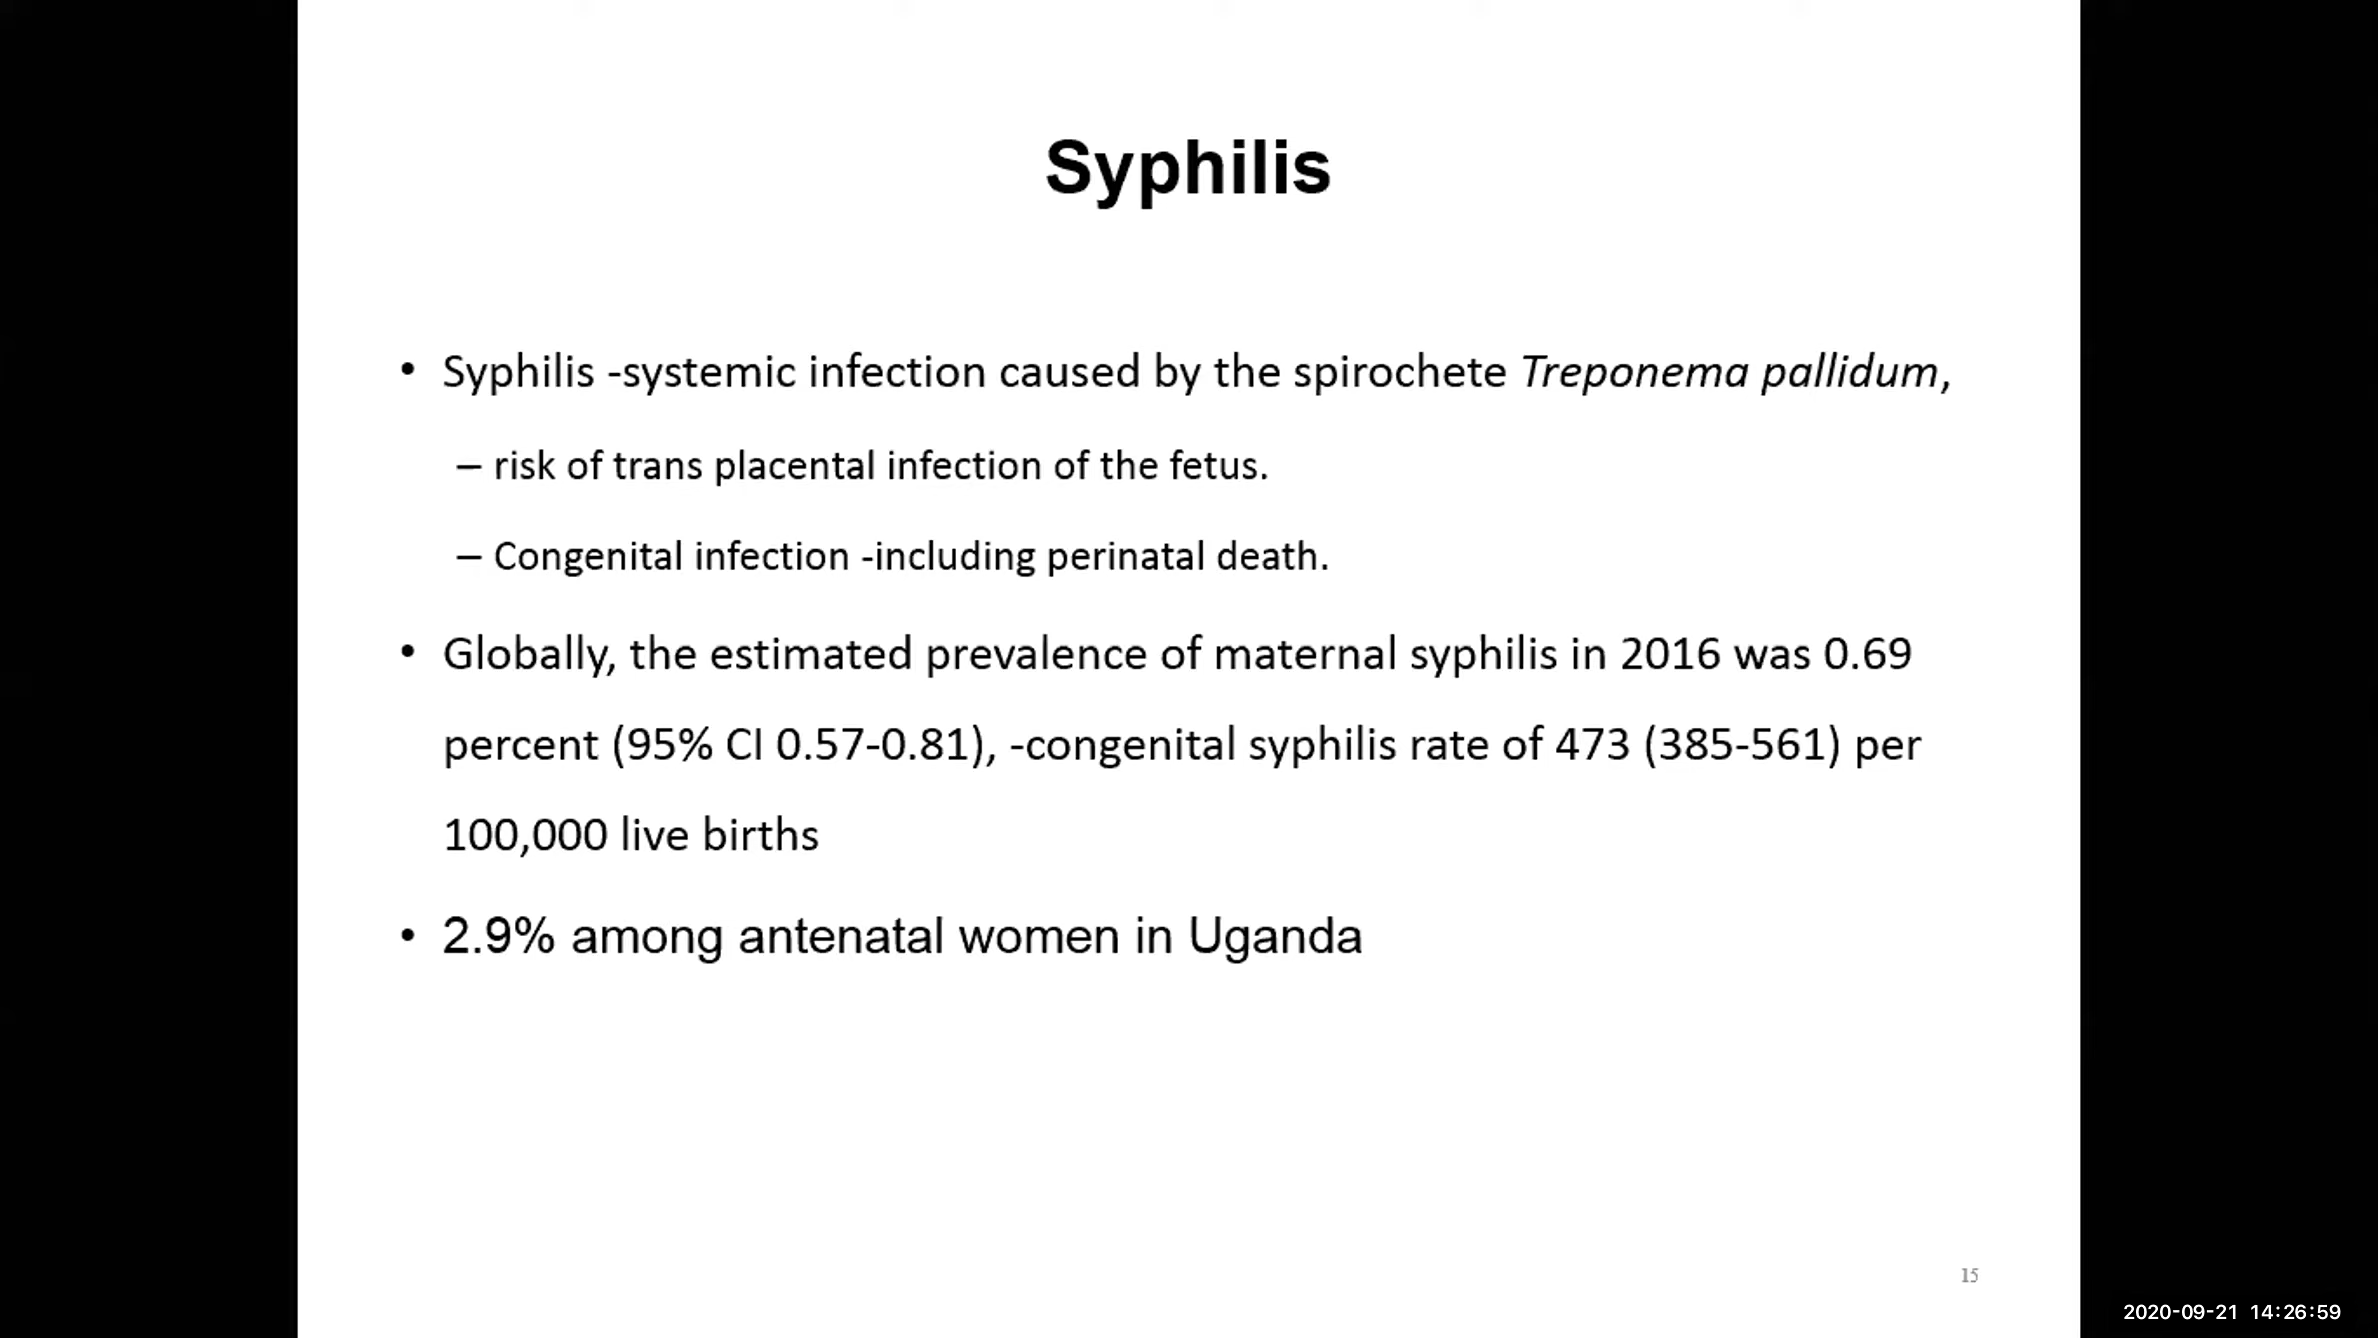 Syphilis
• Syphilis -systemic infection caused by the spirochete Treponema pallidum,
– risk of trans placental infection of the fetus.
– Congenital infection -including perinatal death.
• Globally, the estimated prevalence of maternal syphilis in 2016 was 0.69
percent (95% CI 0.57-0.81), -congenital syphilis rate of 473 (385-561) per
100,000 live births
• 2.9% among antenatal women in Uganda
15
2020-09-21 14:26:59